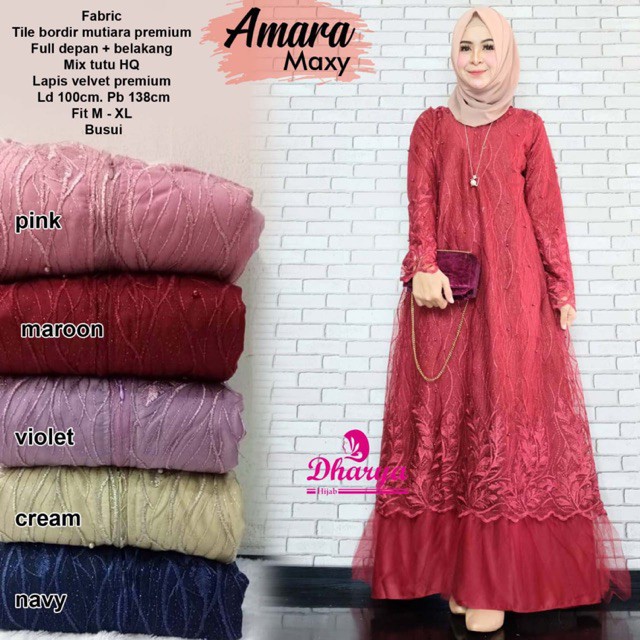 Fabric
Tile bordir mutiara premium
Full depan + belakang
Mix tutu HQ
Lapis velvet premium
Ld 100cm. Pb 138cm
Fit M - XL
Busui
Amara
Maxy
pink
maroon
violet
cream
navy
Dharya
Hijab